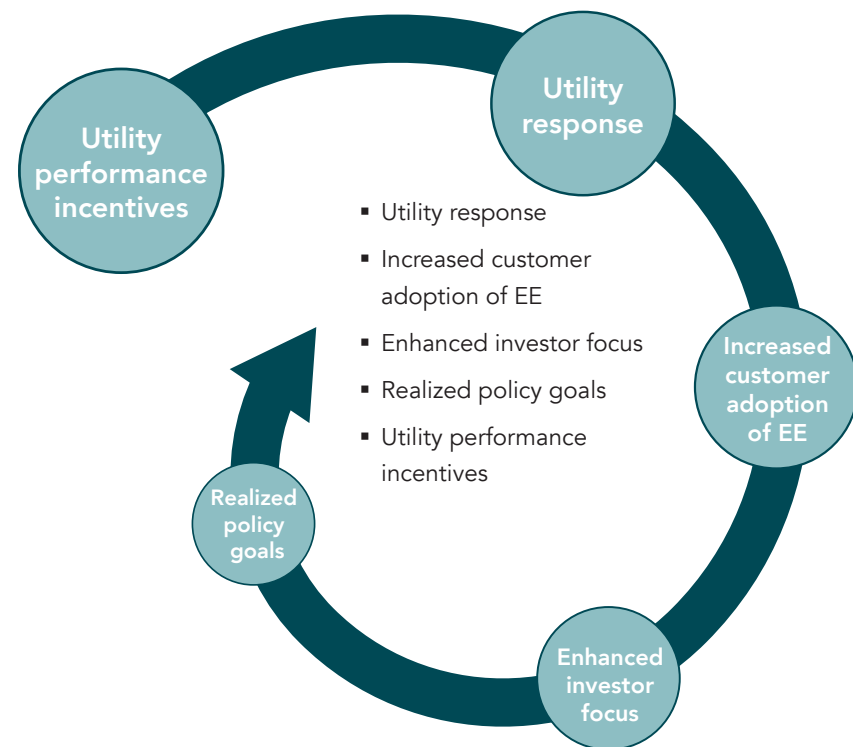 Utility
performance
incentives
Utility
response
▪ Utility response
▪ Increased customer
adoption of EE
▪ Enhanced investor focus
▪ Realized policy goals
▪ Utility performance
incentives
Increased
customer
adoption
of EE
Realized
policy
goals
Enhanced
investor
focus